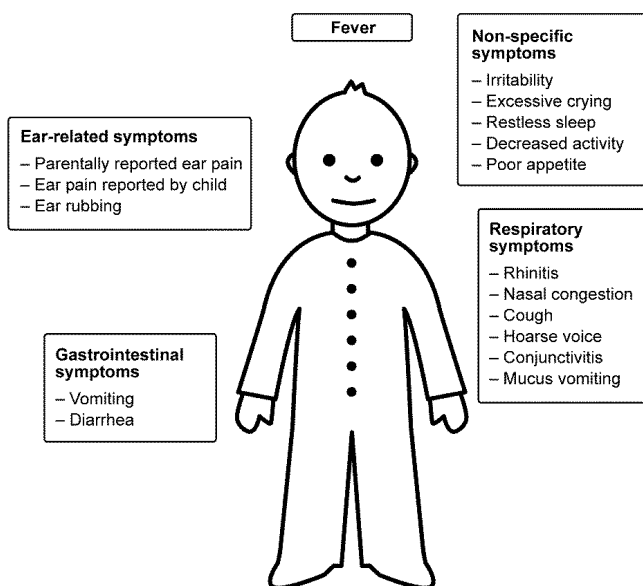 Fever
Non-specific
symptoms
– Irritability
– Excessive crying
– Restless sleep
– Decreased activity
– Poor appetite
Ear-related symptoms
– Parentally reported ear pain
– Ear pain reported by child
– Ear rubbing
Respiratory
symptoms
– Rhinitis
– Nasal congestion
– Cough
– Hoarse voice
– Conjunctivitis
– Mucus vomiting
Gastrointestinal
symptoms
– Vomiting
– Diarrhea